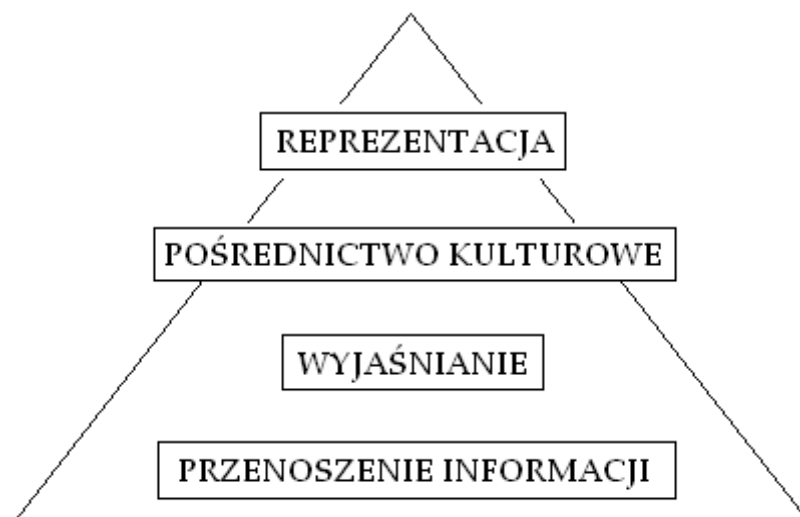 REPREZENTACJA
POŚREDNICTWO KULTUROWE
WYJAŚNIANIE
PRZENOSZENIE INFORMACJI